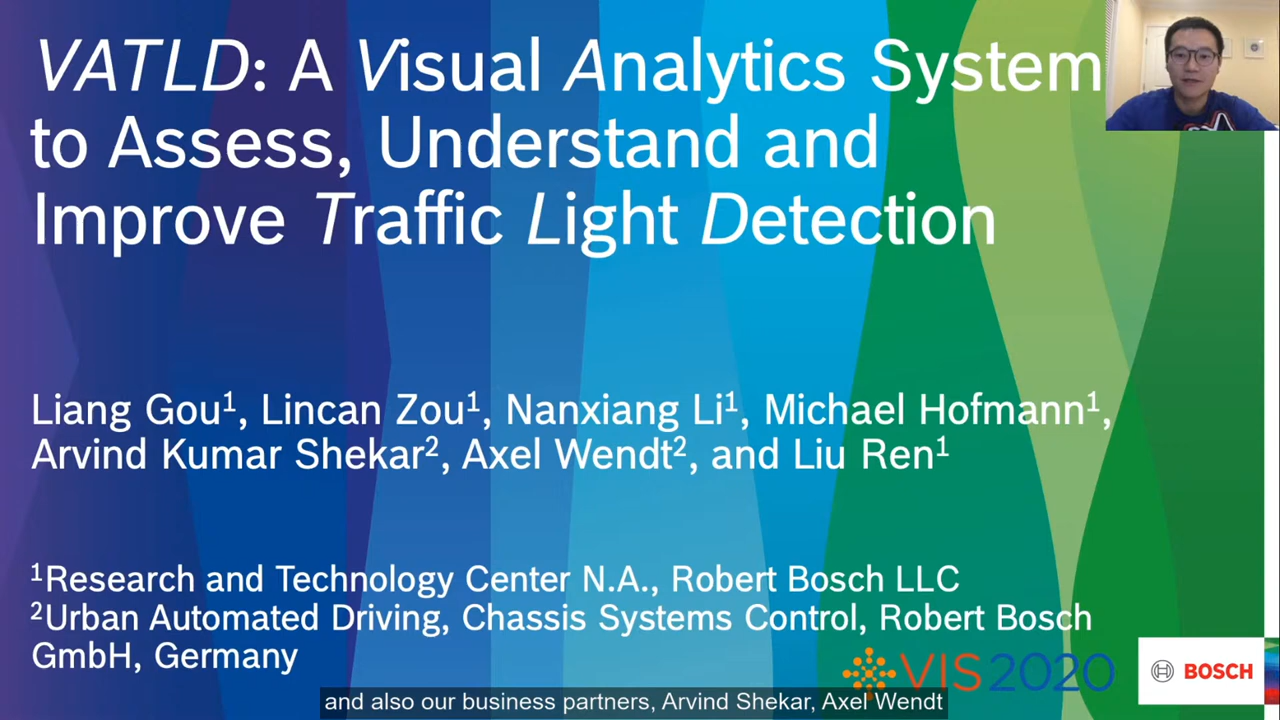 VATLD: A Visual Analytics System
to Assess, Understand and
Improve Traffic Light Detection
Liang Gou¹, Lincan Zou¹, Nanxiang Li¹, Michael Hofmann¹,
Arvind Kumar Shekar², Axel Wendt², and Liu Ren¹
¹Research and Technology Center N.A., Robert Bosch LLC
²Urban Automated Driving, Chassis Systems Control, Robert Bosch
GmbH, Germany
VIS2020
BOSCH
and also our business partners, Arvind Shekar, Axel Wendt